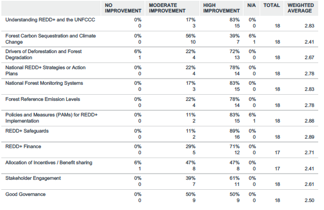 NO IMPROVEMENT MODERATE IMPROVEMENT HIGH IMPROVEMENT N/A TOTAL WEIGHTED AVERAGE
Understanding REDD+ and the UNFCCC 0% 17% 83% 0%
0 3 15 0 18 2.83
Forest Carbon Sequestration and Climate 0% 56% 39% 6%
Change 0 10 7 1 18 2.41
Drivers of Deforestation and Forest 6% 22% 72% 0%
Degradation 1 4 13 0 18 2.67
National REDD+ Strategies or Action 0% 22% 78% 0%
Plans 0 4 14 0 18 2.78
National Forest Monitoring Systems 0% 17% 83% 0%
0 3 15 0 18 2.83
Forest Reference Emission Levels 0% 22% 78% 0%
0 4 14 0 18 2.78
Policies and Measures (PAMs) for REDD+ 0% 11% 83% 6%
Implementation 0 2 15 1 18 2.88
REDD+ Safeguards 0% 11% 89% 0%
0 2 16 0 18 2.89
REDD+ Finance 0% 29% 71% 0%
0 5 12 0 17 2.71
Allocation of Incentives / Benefit sharing 6% 47% 47% 0%
1 8 8 0 17 2.41
Stakeholder Engagement 0% 39% 61% 0%
0 7 11 0 18 2.61
Good Governance 0% 50% 50% 0%
0 9 9 0 18 2.50